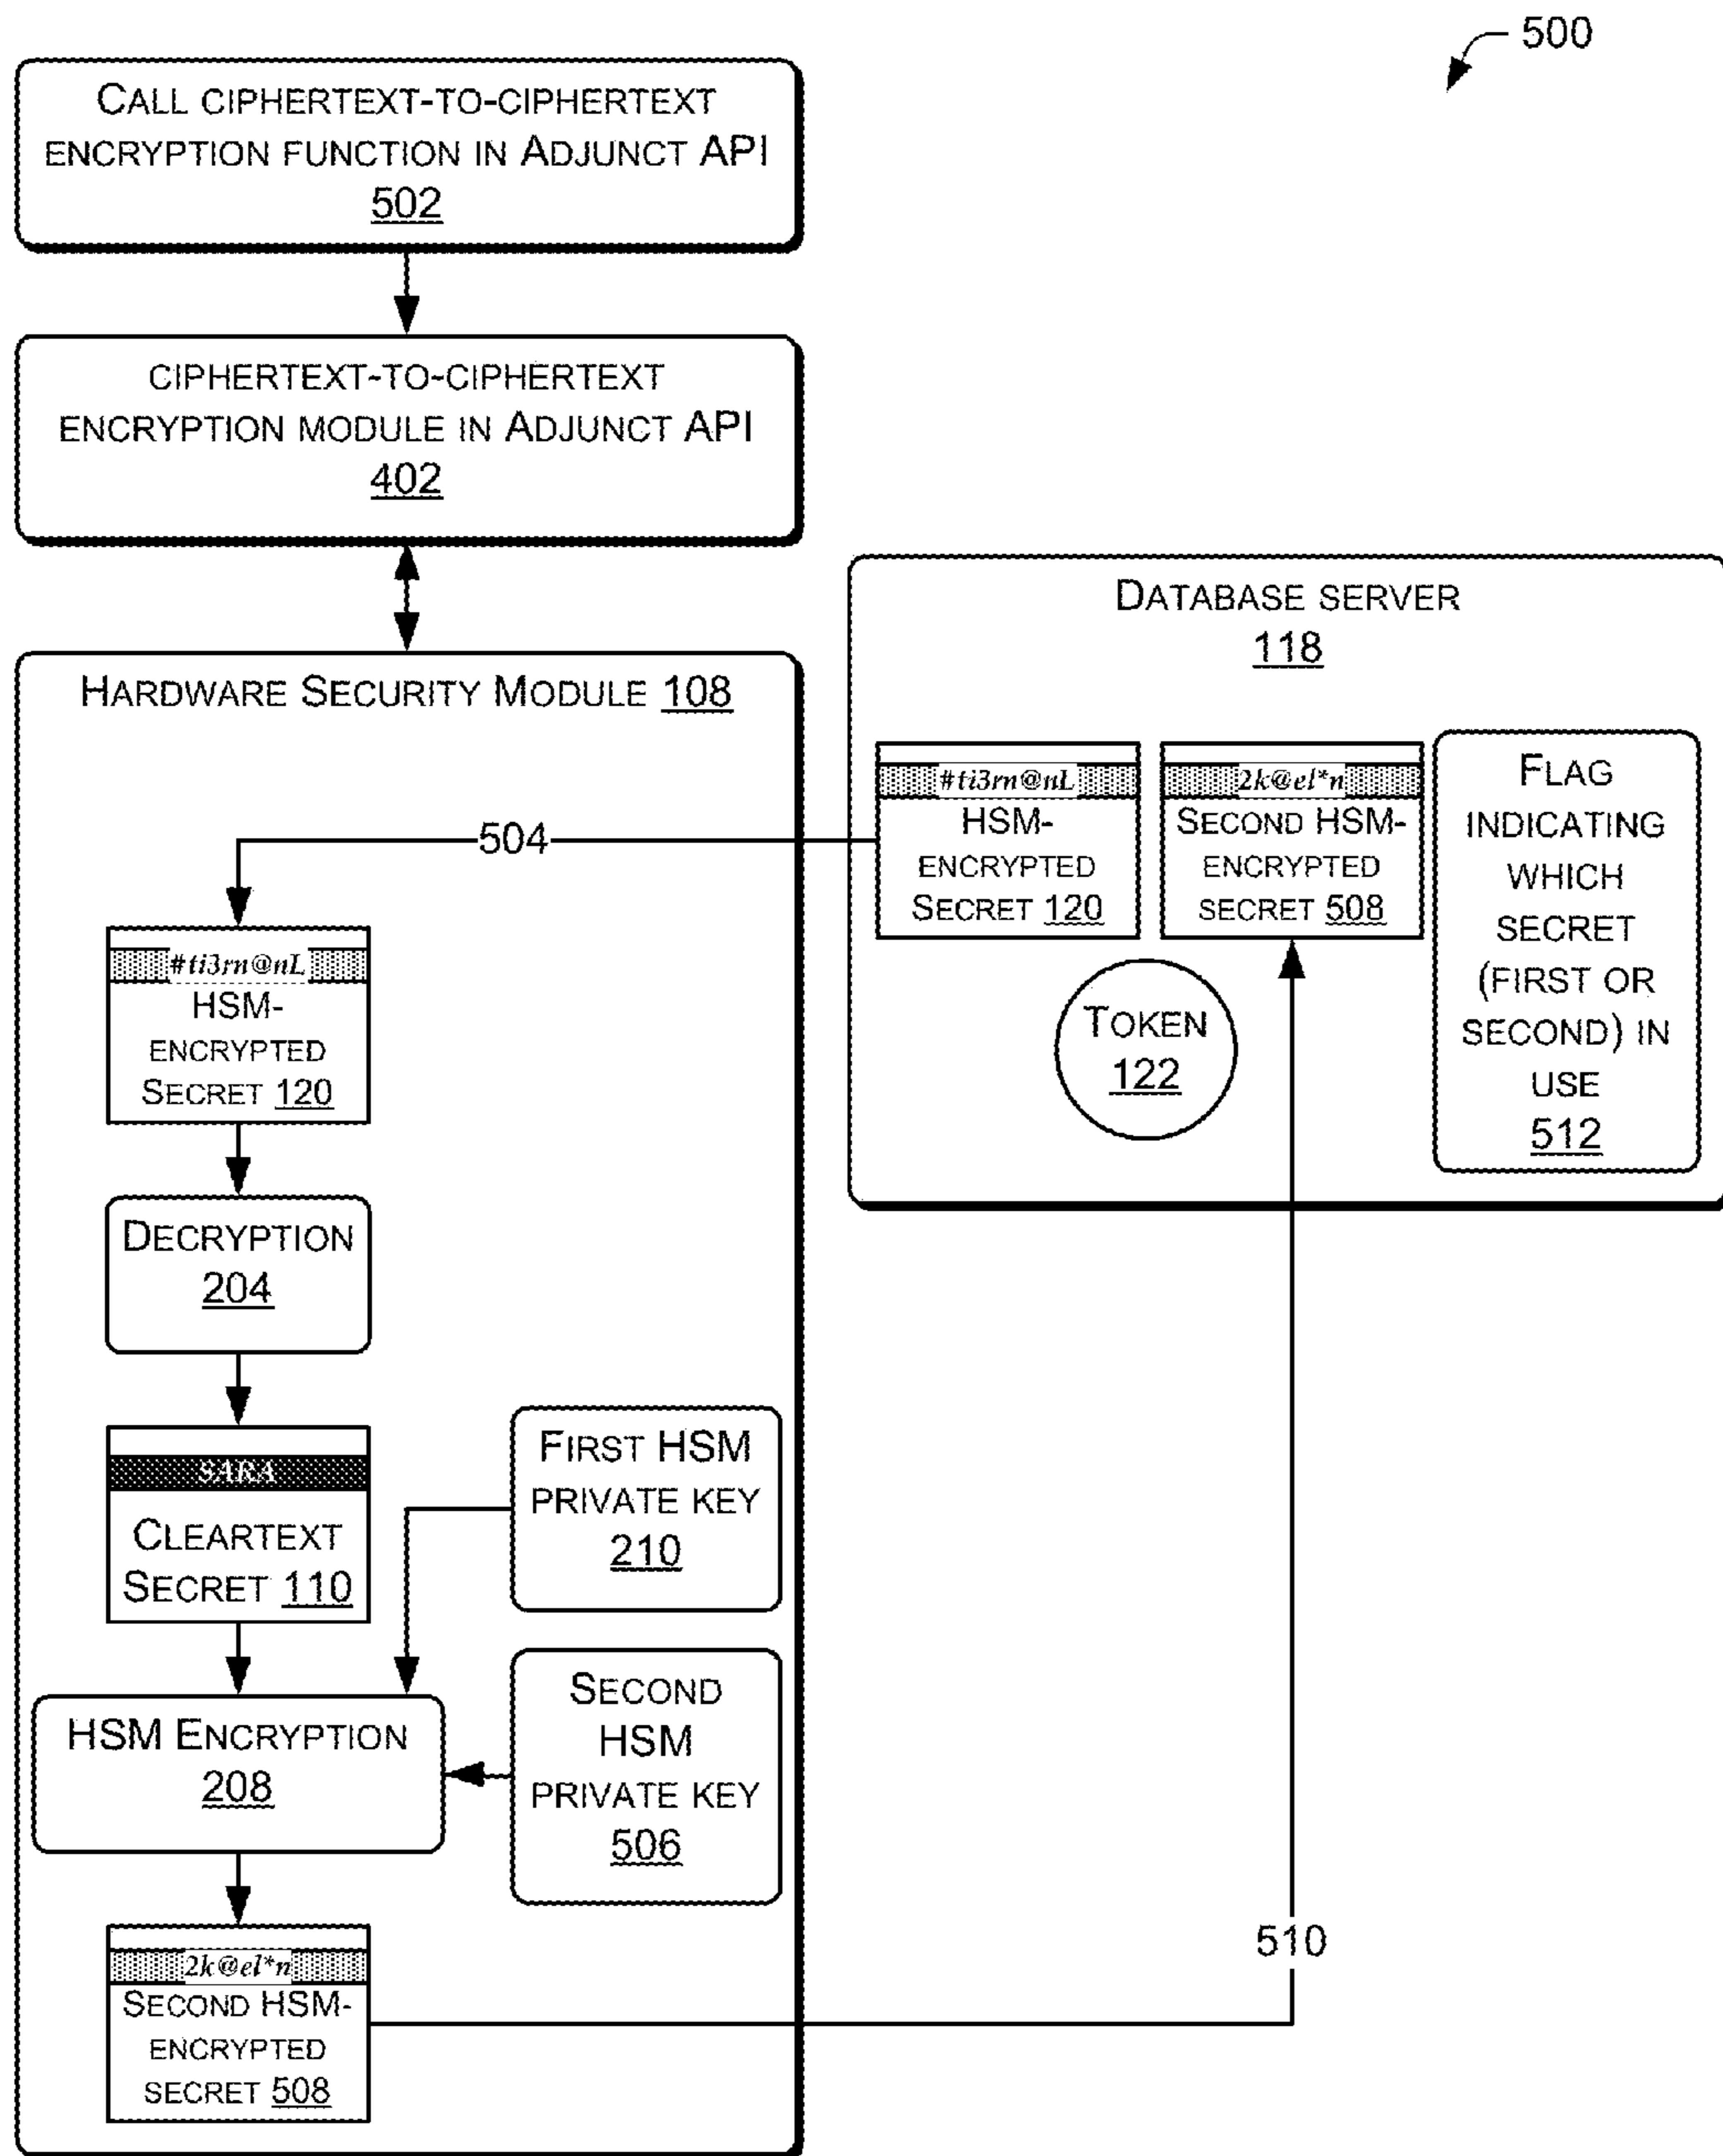 500
CALL CIPHERTEXT-TO-CIPHERTEXT
ENCRYPTION FUNCTION IN ADJUNCT API
502
CIPHERTEXT-TO-CIPHERTEXT
ENCRYPTION MODULE IN ADJUNCT API
402
HARDWARE SECURITY MODULE 108
504
#ti3rn@nL
HSM-
ENCRYPTED
SECRET 120
DECRYPTION
204
SARA
CLEARTEXT
SECRET 110
FIRST HSM
PRIVATE KEY
210
SECOND
HSM
PRIVATE KEY
506
HSM ENCRYPTION
208
2k@el*n
SECOND HSM-
ENCRYPTED
SECRET 508
510
DATABASE SERVER
118
#ti3rn@nL
HSM-
ENCRYPTED
SECRET 120
2k@el*n
SECOND HSM-
ENCRYPTED
SECRET 508
TOKEN
122
FLAG
INDICATING
WHICH
SECRET
(FIRST OR
SECOND) IN
USE
512